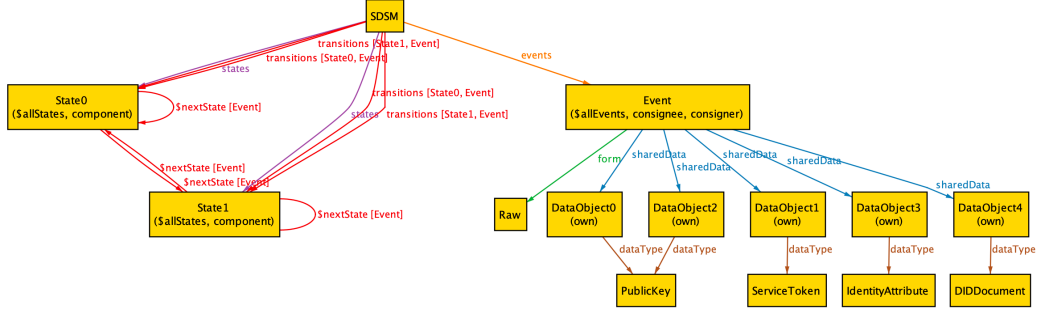 SDSM
transitions [State1, Event]
transitions [State0, Event]
states
events
State0
($allStates, component)
$nextState [Event]
transitions [State0, Event]
states
transitions [State1, Event]
Event
($allEvents, consignee, consigner)
$nextState [Event]
$nextState [Event]
form
sharedData
sharedData
sharedData
sharedData
sharedData
State1
($allStates, component)
$nextState [Event]
Raw
DataObject0
(own)
DataObject2
(own)
DataObject1
(own)
DataObject3
(own)
DataObject4
(own)
dataType
dataType
dataType
dataType
dataType
PublicKey
ServiceToken
IdentityAttribute
DIDDocument